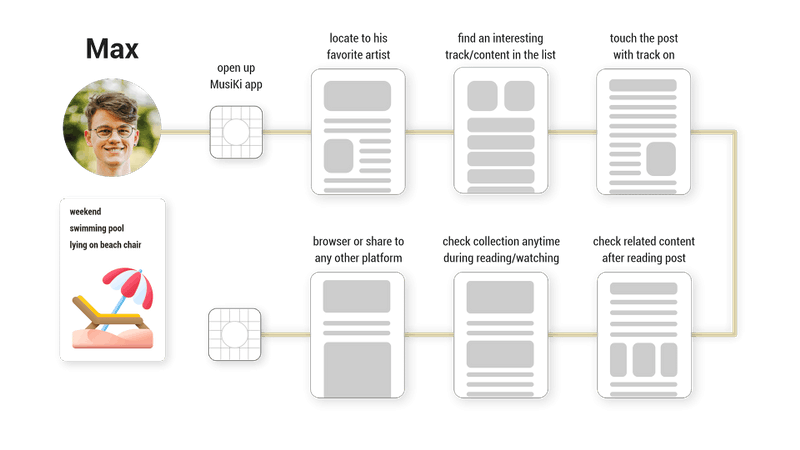 Max
open up
MusiKi app
locate to his
favorite artist
find an interesting
track/content in the list
touch the post
with track on
weekend
swimming pool
lying on beach chair
browser or share to
any other platform
check collection anytime
during reading/watching
check related content
after reading post